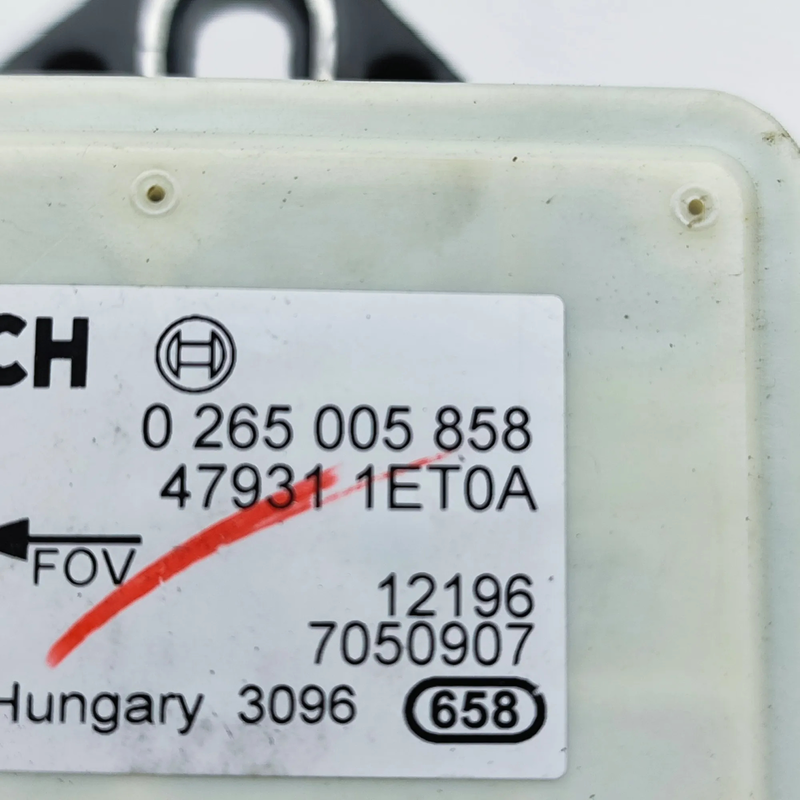 CH
0 265 005 858
47931 1ET0A
FOV
12196
7050907
Hungary 3096 658